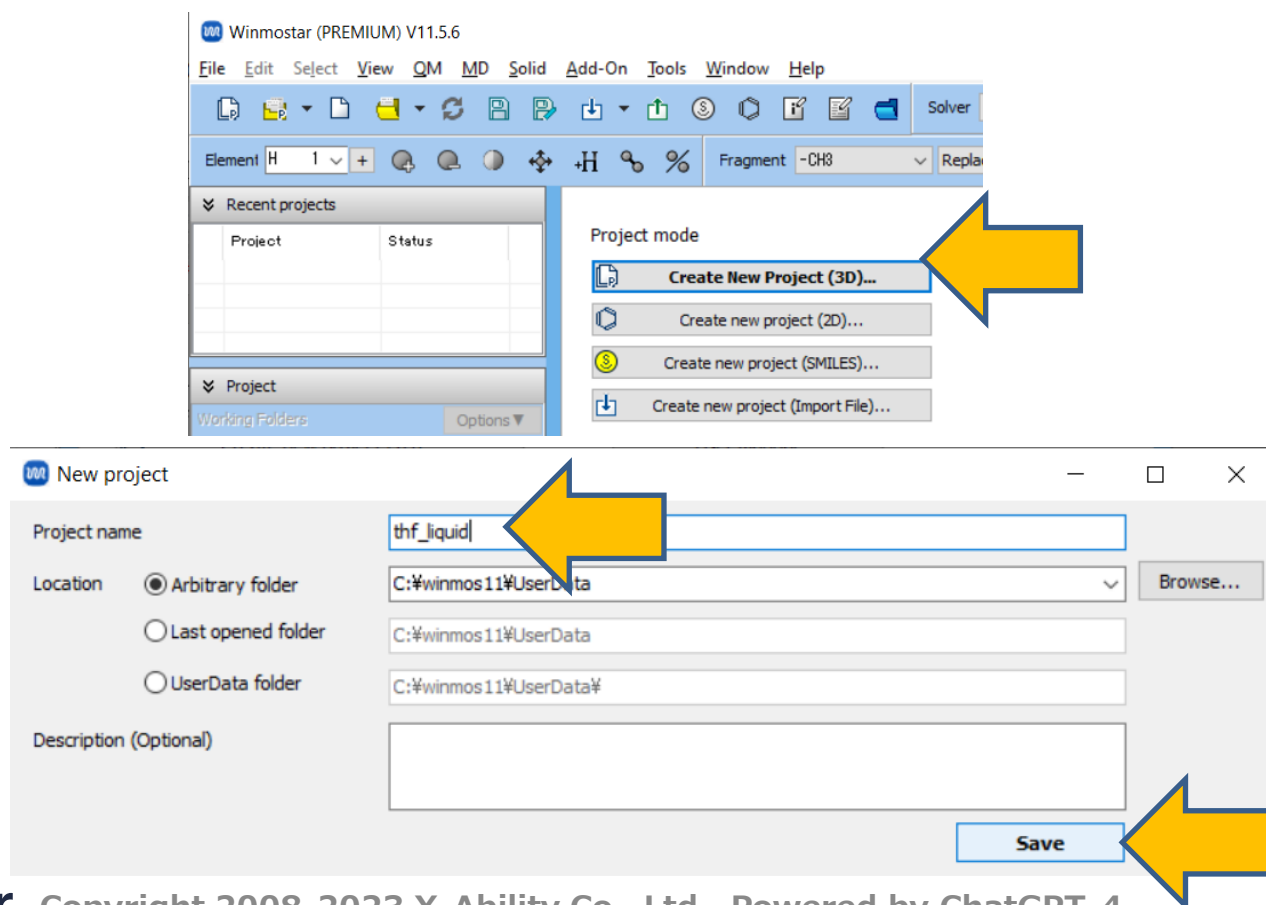 Winmostar (PREMIUM) V11.5.6
File Edit Select View QM MD Solid Add-On Tools Window Help
Solver
Element H 1 + +H Fragment -CH3
Recent projects
Project Status
Project mode
Create New Project (3D)...
Create new project (2D)...
Create new project (SMILES)...
Create new project (Import File)...
Project
Working Folders Options▼
New project
Project name thf_liquid
Location Arbitrary folder C:¥winmos11¥UserData Browse...
Last opened folder C:¥winmos11¥UserData
UserData folder C:¥winmos11¥UserData¥
Description (Optional)
Save
Copyright 2008-2023 X-Ability Co., Ltd. Powered by ChatGPT-4